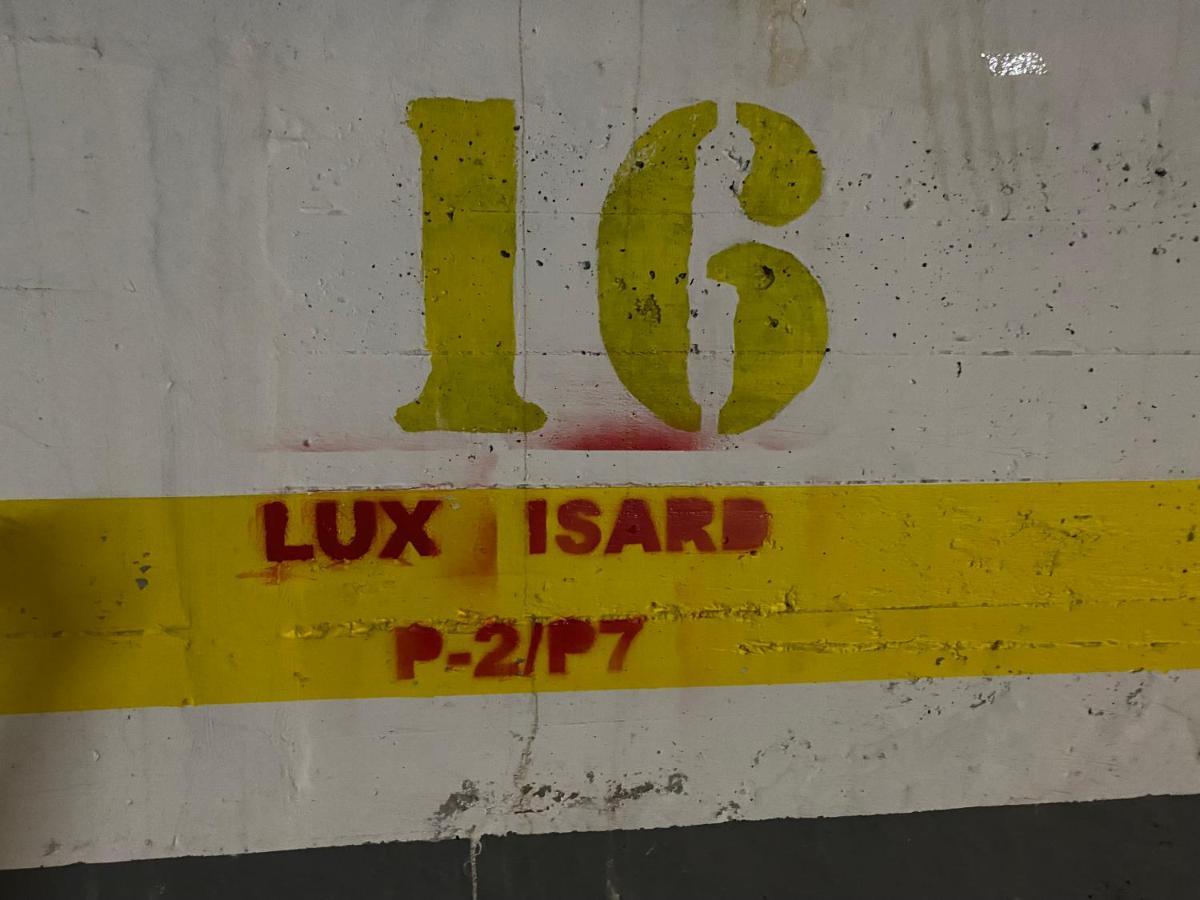 16
LUX ISARD
P-2/P7